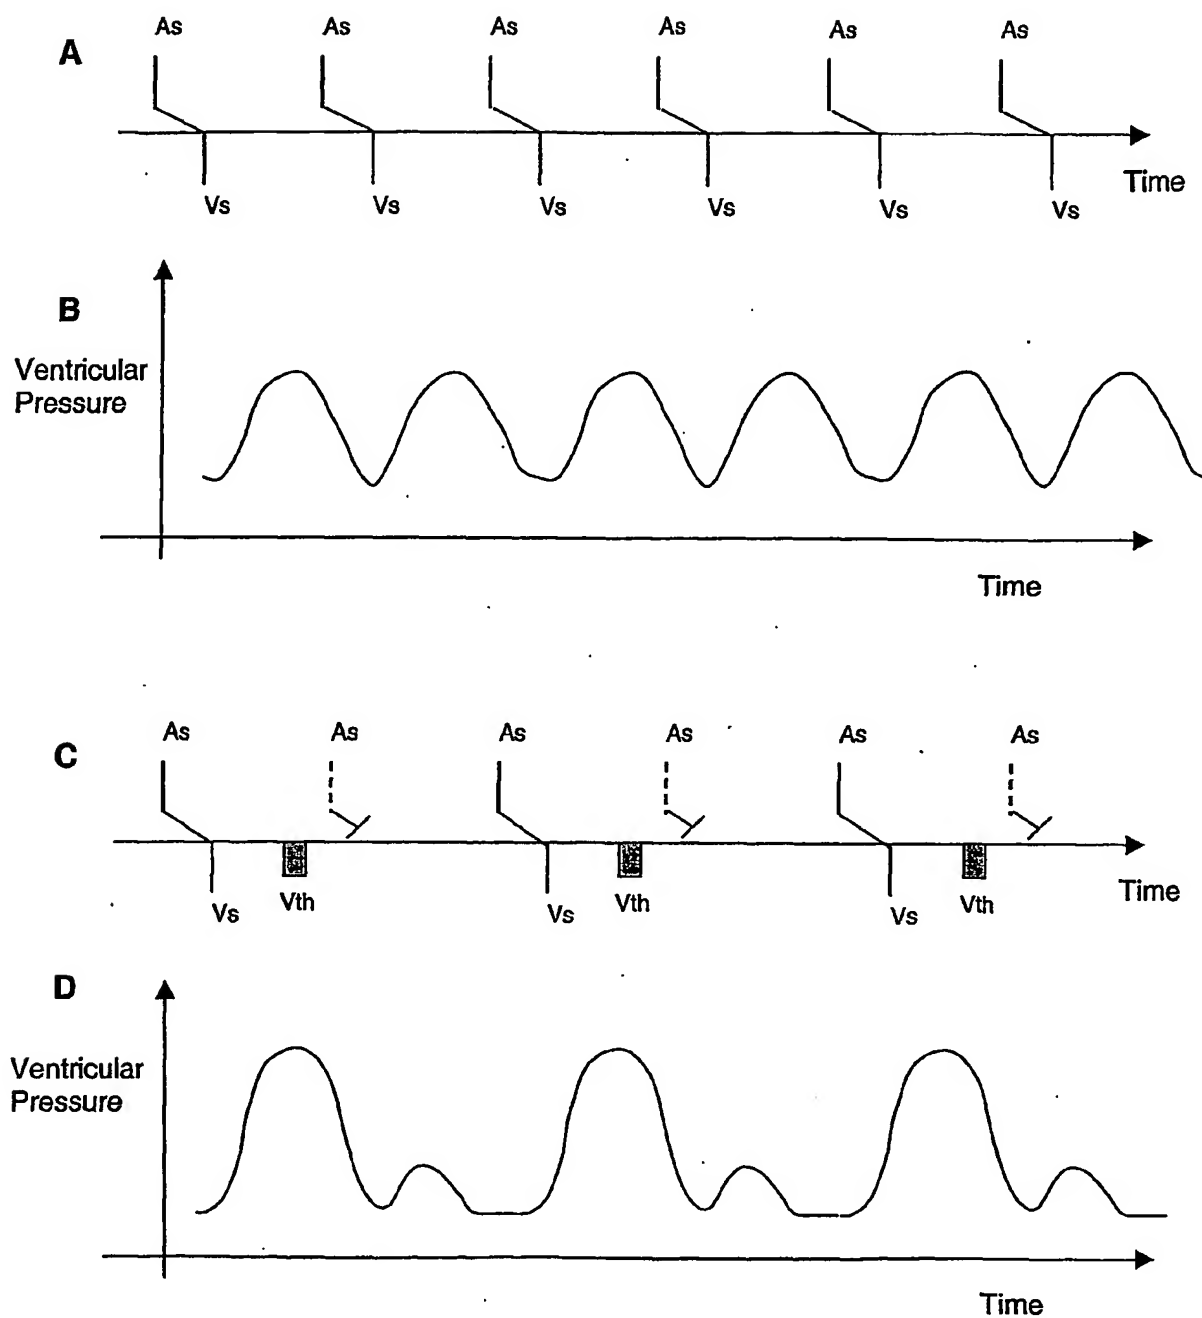 A
As As As As As As
Vs Vs Vs Vs Vs Vs
Time
B
Ventricular
Pressure
Time
C
As As As As As As
Vs Vth Vs Vth Vs Vth
Time
D
Ventricular
Pressure
Time